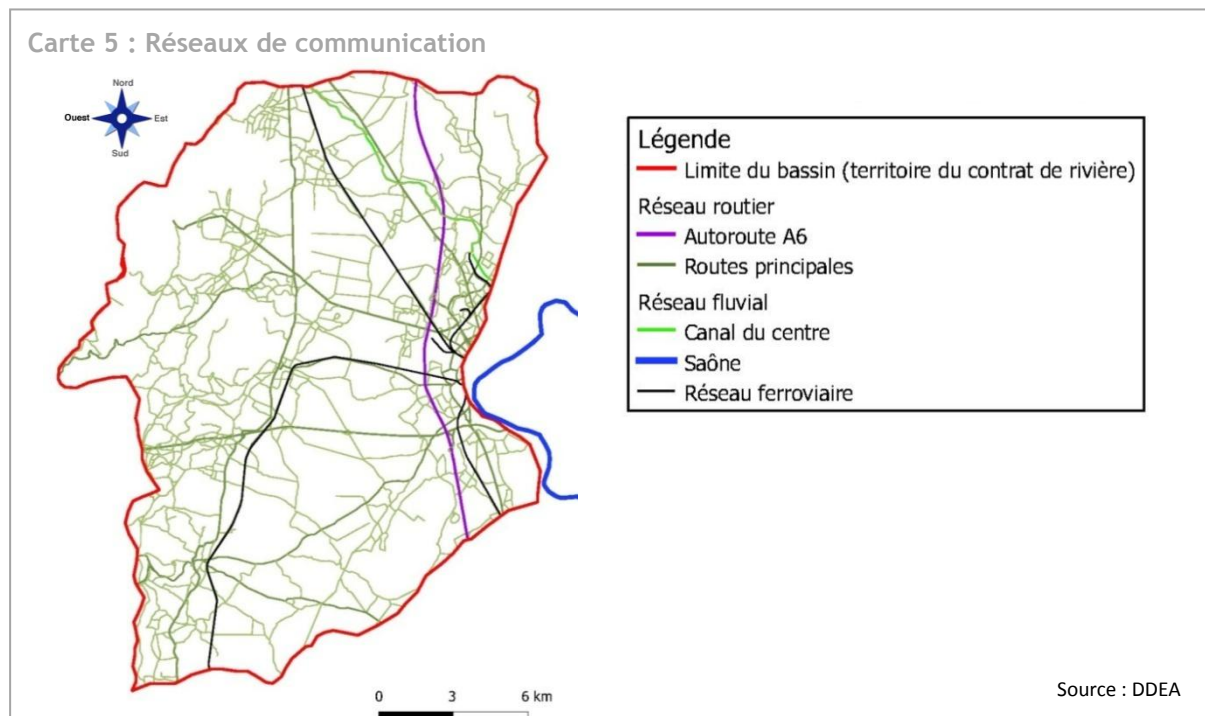 Carte 5 : Réseaux de communication
Nord
Ouest
Est
Sud
Légende
Limite du bassin (territoire du contrat de rivière)
Réseau routier
Autoroute A6
Routes principales
Réseau fluvial
Canal du centre
Saône
Réseau ferroviaire
0 3 6 km
Source : DDEA